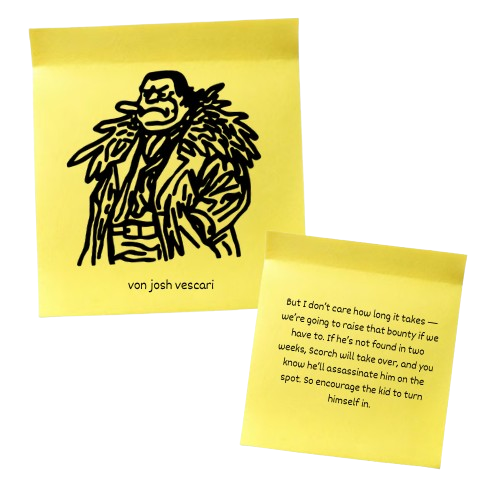 von josh vescari
But I don't care how long it takes —
we're going to raise that bounty if we
have to. If he's not found in two
weeks, Scorch will take over, and you
know he'll assassinate him on the
spot. So encourage the kid to turn
himself in.